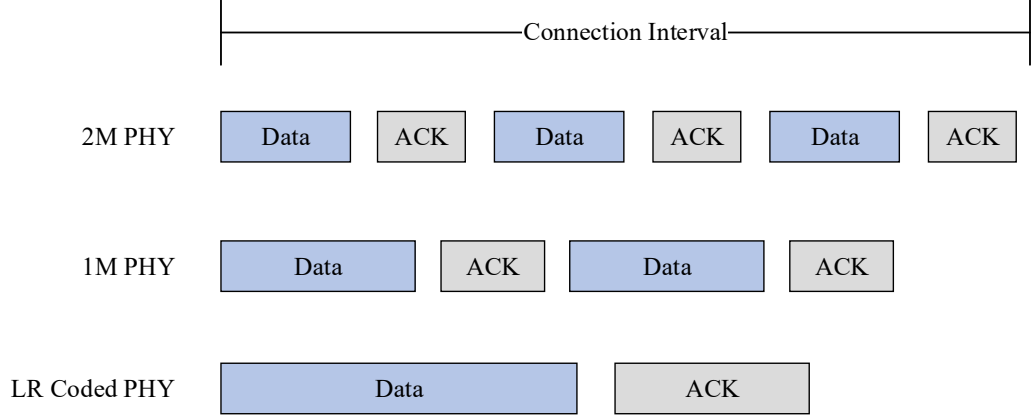 Connection Interval
2M PHY Data ACK Data ACK Data ACK
1M PHY Data ACK Data ACK
LR Coded PHY Data ACK